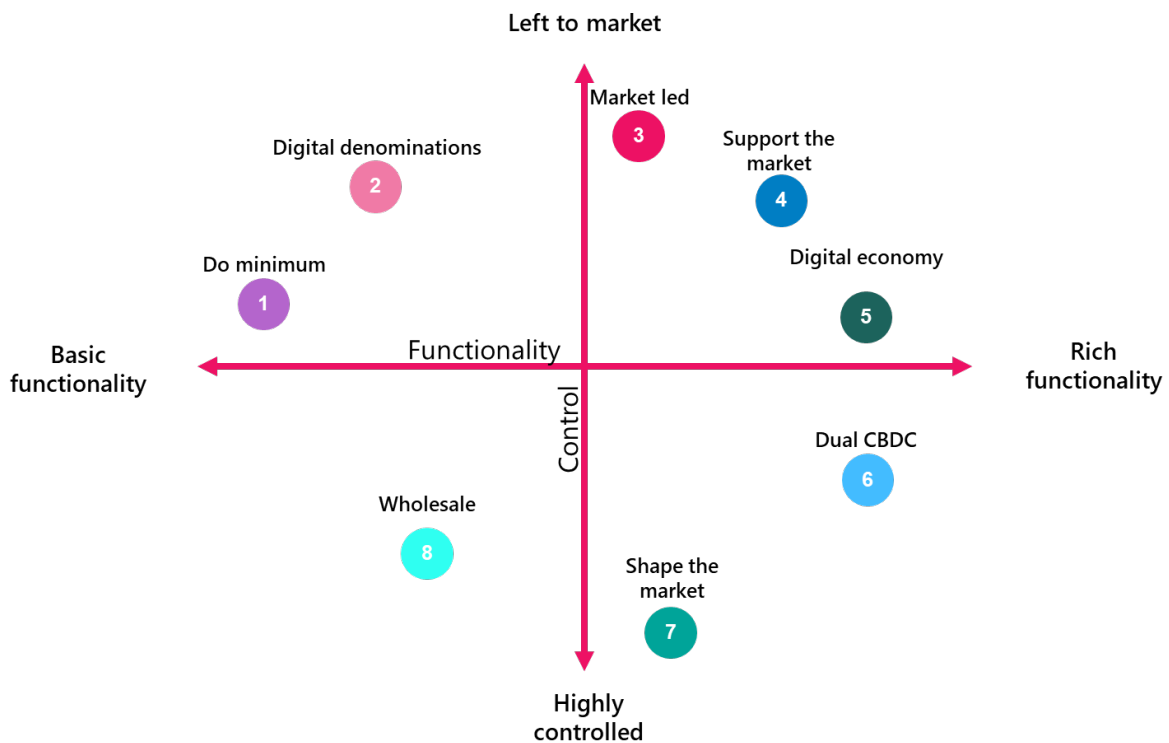 Left to market
Market led
3
Digital denominations
2
Support the
market
4
Do minimum
1
Digital economy
5
Basic
functionality
Functionality
Control
Rich
functionality
Dual CBDC
6
Wholesale
8
Shape the
market
7
Highly
controlled